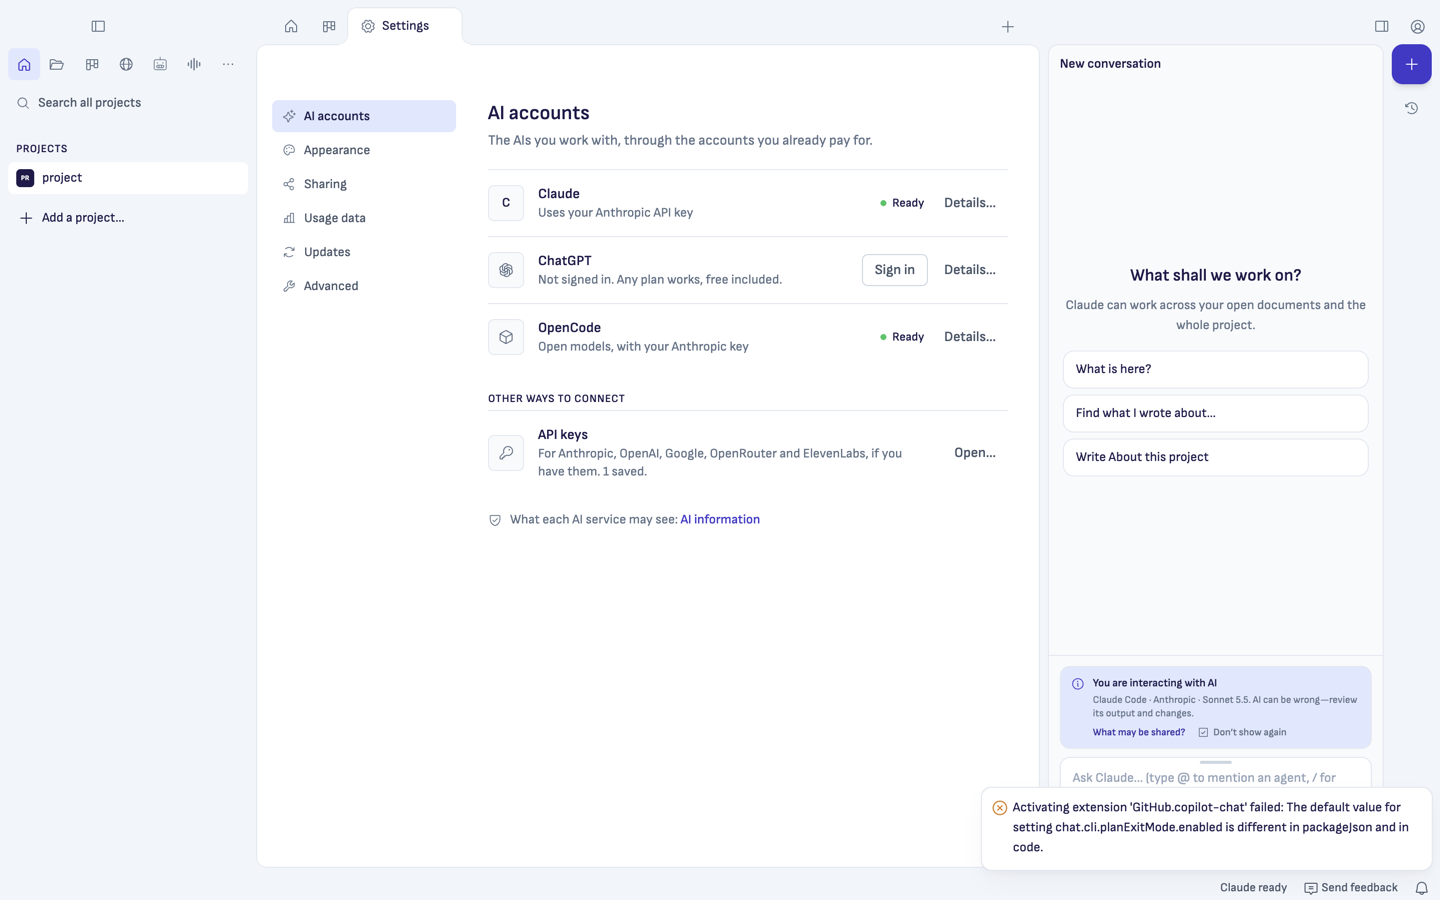 Settings
Search all projects
PROJECTS
PR
project
Add a project...
AI accounts
Appearance
Sharing
Usage data
Updates
Advanced
AI accounts
The AIs you work with, through the accounts you already pay for.
C
Claude
Uses your Anthropic API key
Ready
Details...
ChatGPT
Not signed in. Any plan works, free included.
Sign in
Details...
OpenCode
Open models, with your Anthropic key
Ready
Details...
OTHER WAYS TO CONNECT
API keys
For Anthropic, OpenAI, Google, OpenRouter and ElevenLabs, if you
have them. 1 saved.
Open...
What each AI service may see: AI information
New conversation
What shall we work on?
Claude can work across your open documents and the
whole project.
What is here?
Find what I wrote about...
Write About this project
You are interacting with AI
Claude Code · Anthropic · Sonnet 5.5. AI can be wrong—review
its output and changes.
What may be shared?
Don't show again
Ask Claude... (type @ to mention an agent, / for
Activating extension 'GitHub.copilot-chat' failed: The default value for
setting chat.cli.planExitMode.enabled is different in packageJson and in
code.
Claude ready
Send feedback